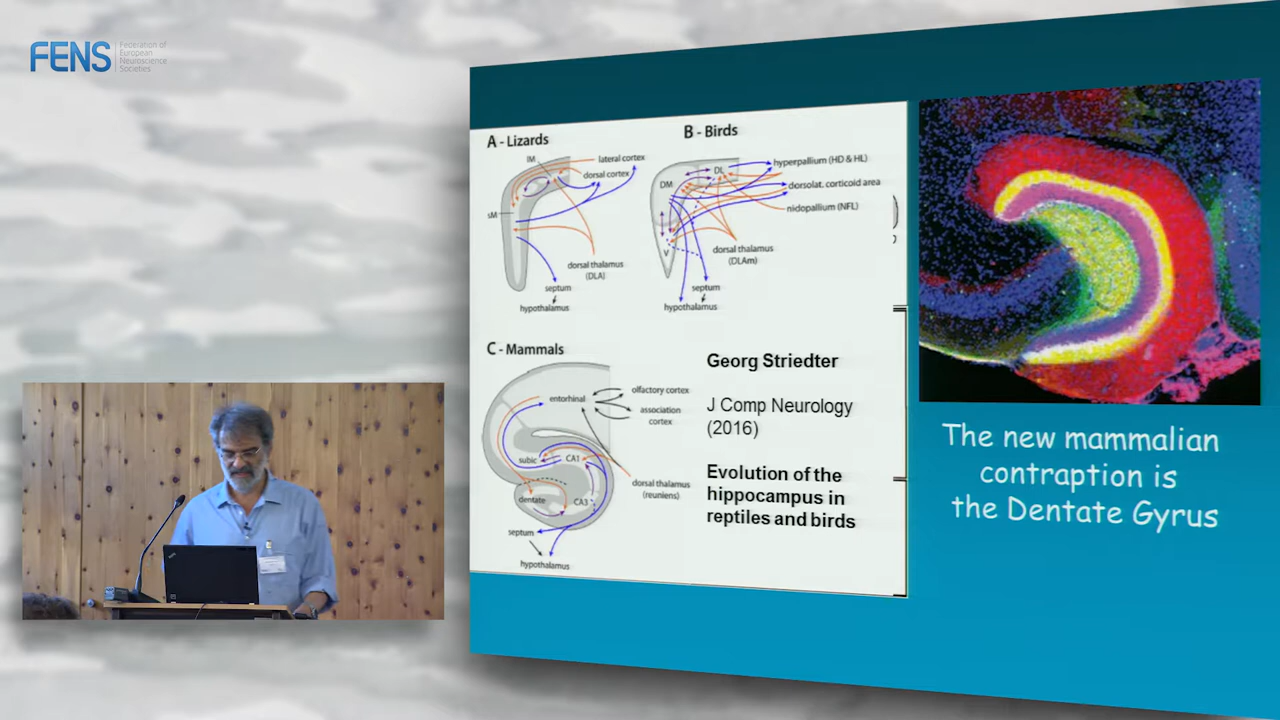 FENS
Federation of
European
Neuroscience
Societies
A - Lizards
IM
lateral cortex
dorsal cortex
sM
dorsal thalamus
(DLA)
septum
hypothalamus
B - Birds
DL
DM
hyperpallium (HD & HL)
dorsolat. corticoid area
nidopallium (NFL)
V
dorsal thalamus
(DLAm)
septum
hypothalamus
C - Mammals
entorhinal
olfactory cortex
association
cortex
subic
CA1
dentate
CA3
dorsal thalamus
(reuniens)
septum
hypothalamus
Georg Striedter
J Comp Neurology
(2016)
Evolution of the
hippocampus in
reptiles and birds
The new mammalian
contraption is
the Dentate Gyrus